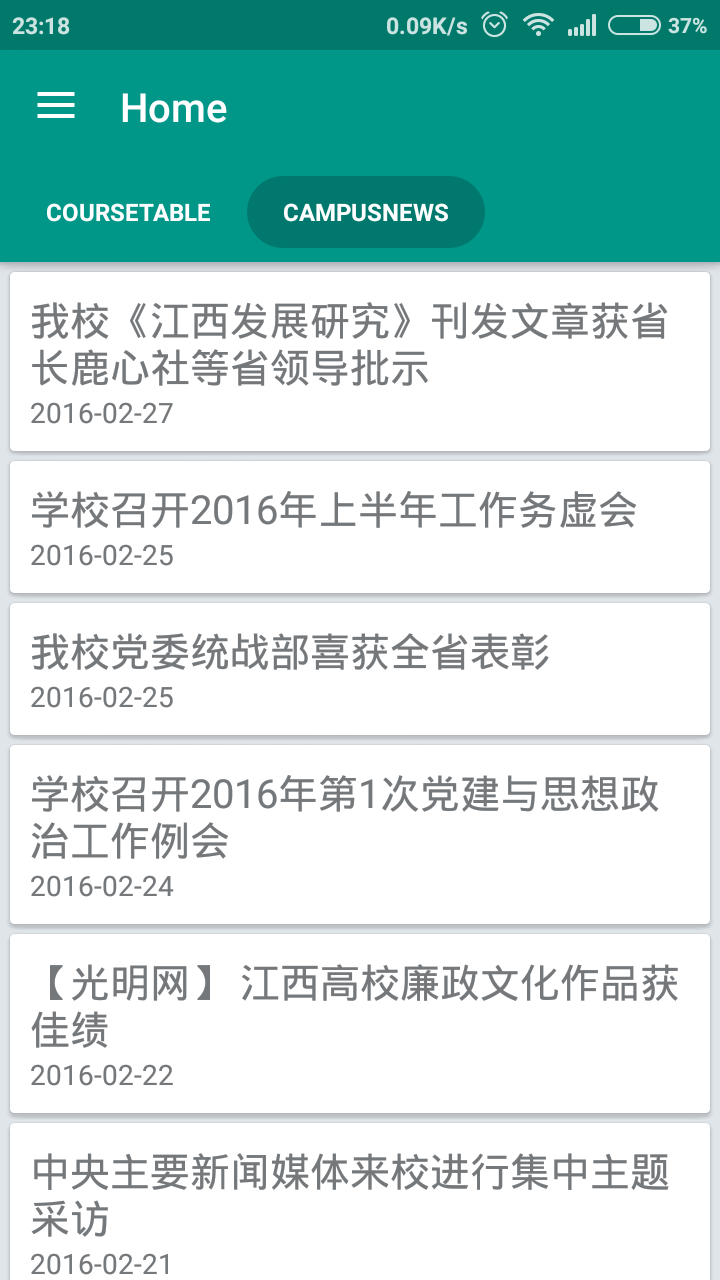 23:18 0.09K/s 37%
Home
COURSETABLE CAMPUSNEWS
我校《江西发展研究》刊发文章获省
长鹿心社等省领导批示
2016-02-27
学校召开2016年上半年工作务虚会
2016-02-25
我校党委统战部喜获全省表彰
2016-02-25
学校召开2016年第1次党建与思想政
治工作例会
2016-02-24
【光明网】 江西高校廉政文化作品获
佳绩
2016-02-22
中央主要新闻媒体来校进行集中主题
采访
2016-02-21